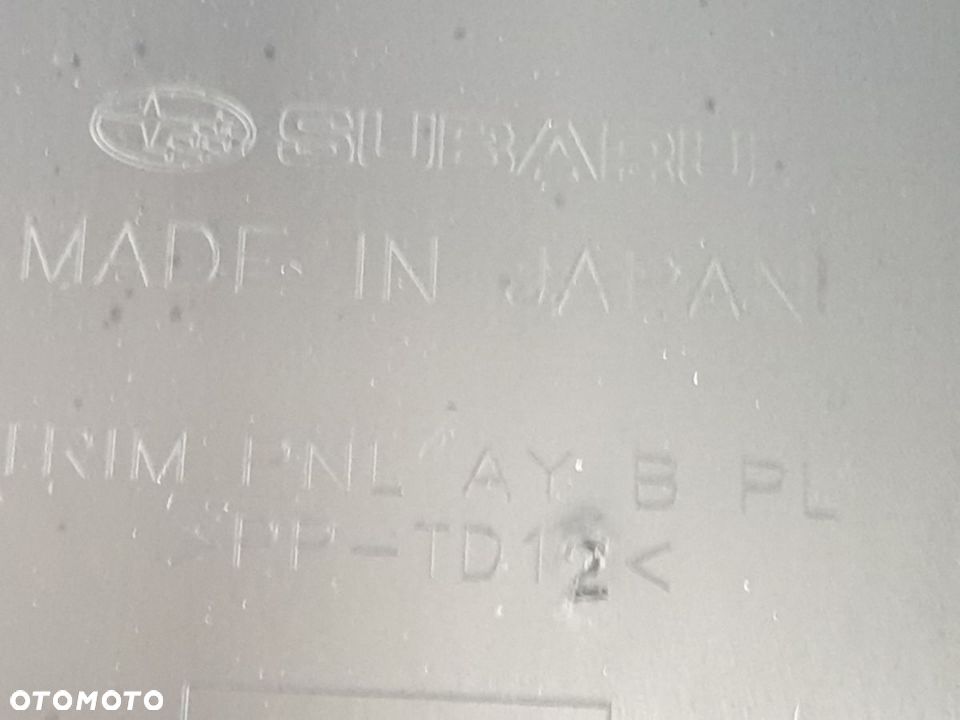 SUBARU
MADE IN JAPAN
TRIM PNL AY B PL
>PP-TD12<
OTOMOTO